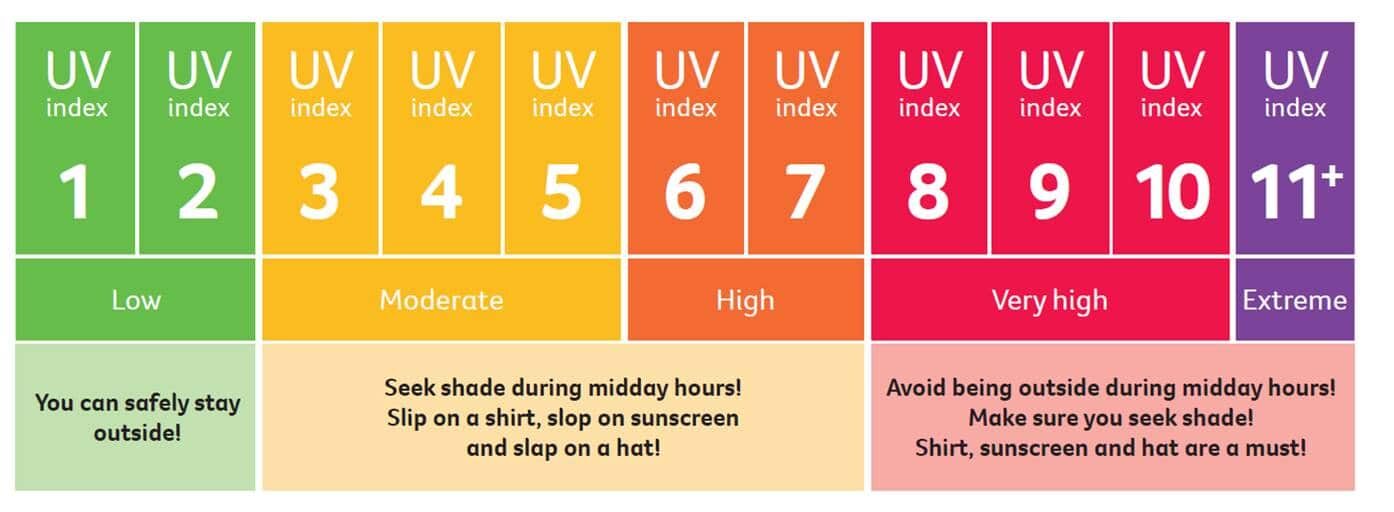 UV UV UV UV UV UV UV UV UV UV UV
index index index index index index index index index index index
1 2 3 4 5 6 7 8 9 10 11+
Low Moderate High Very high Extreme
You can safely stay
outside!
Seek shade during midday hours!
Slip on a shirt, slop on sunscreen
and slap on a hat!
Avoid being outside during midday hours!
Make sure you seek shade!
Shirt, sunscreen and hat are a must!